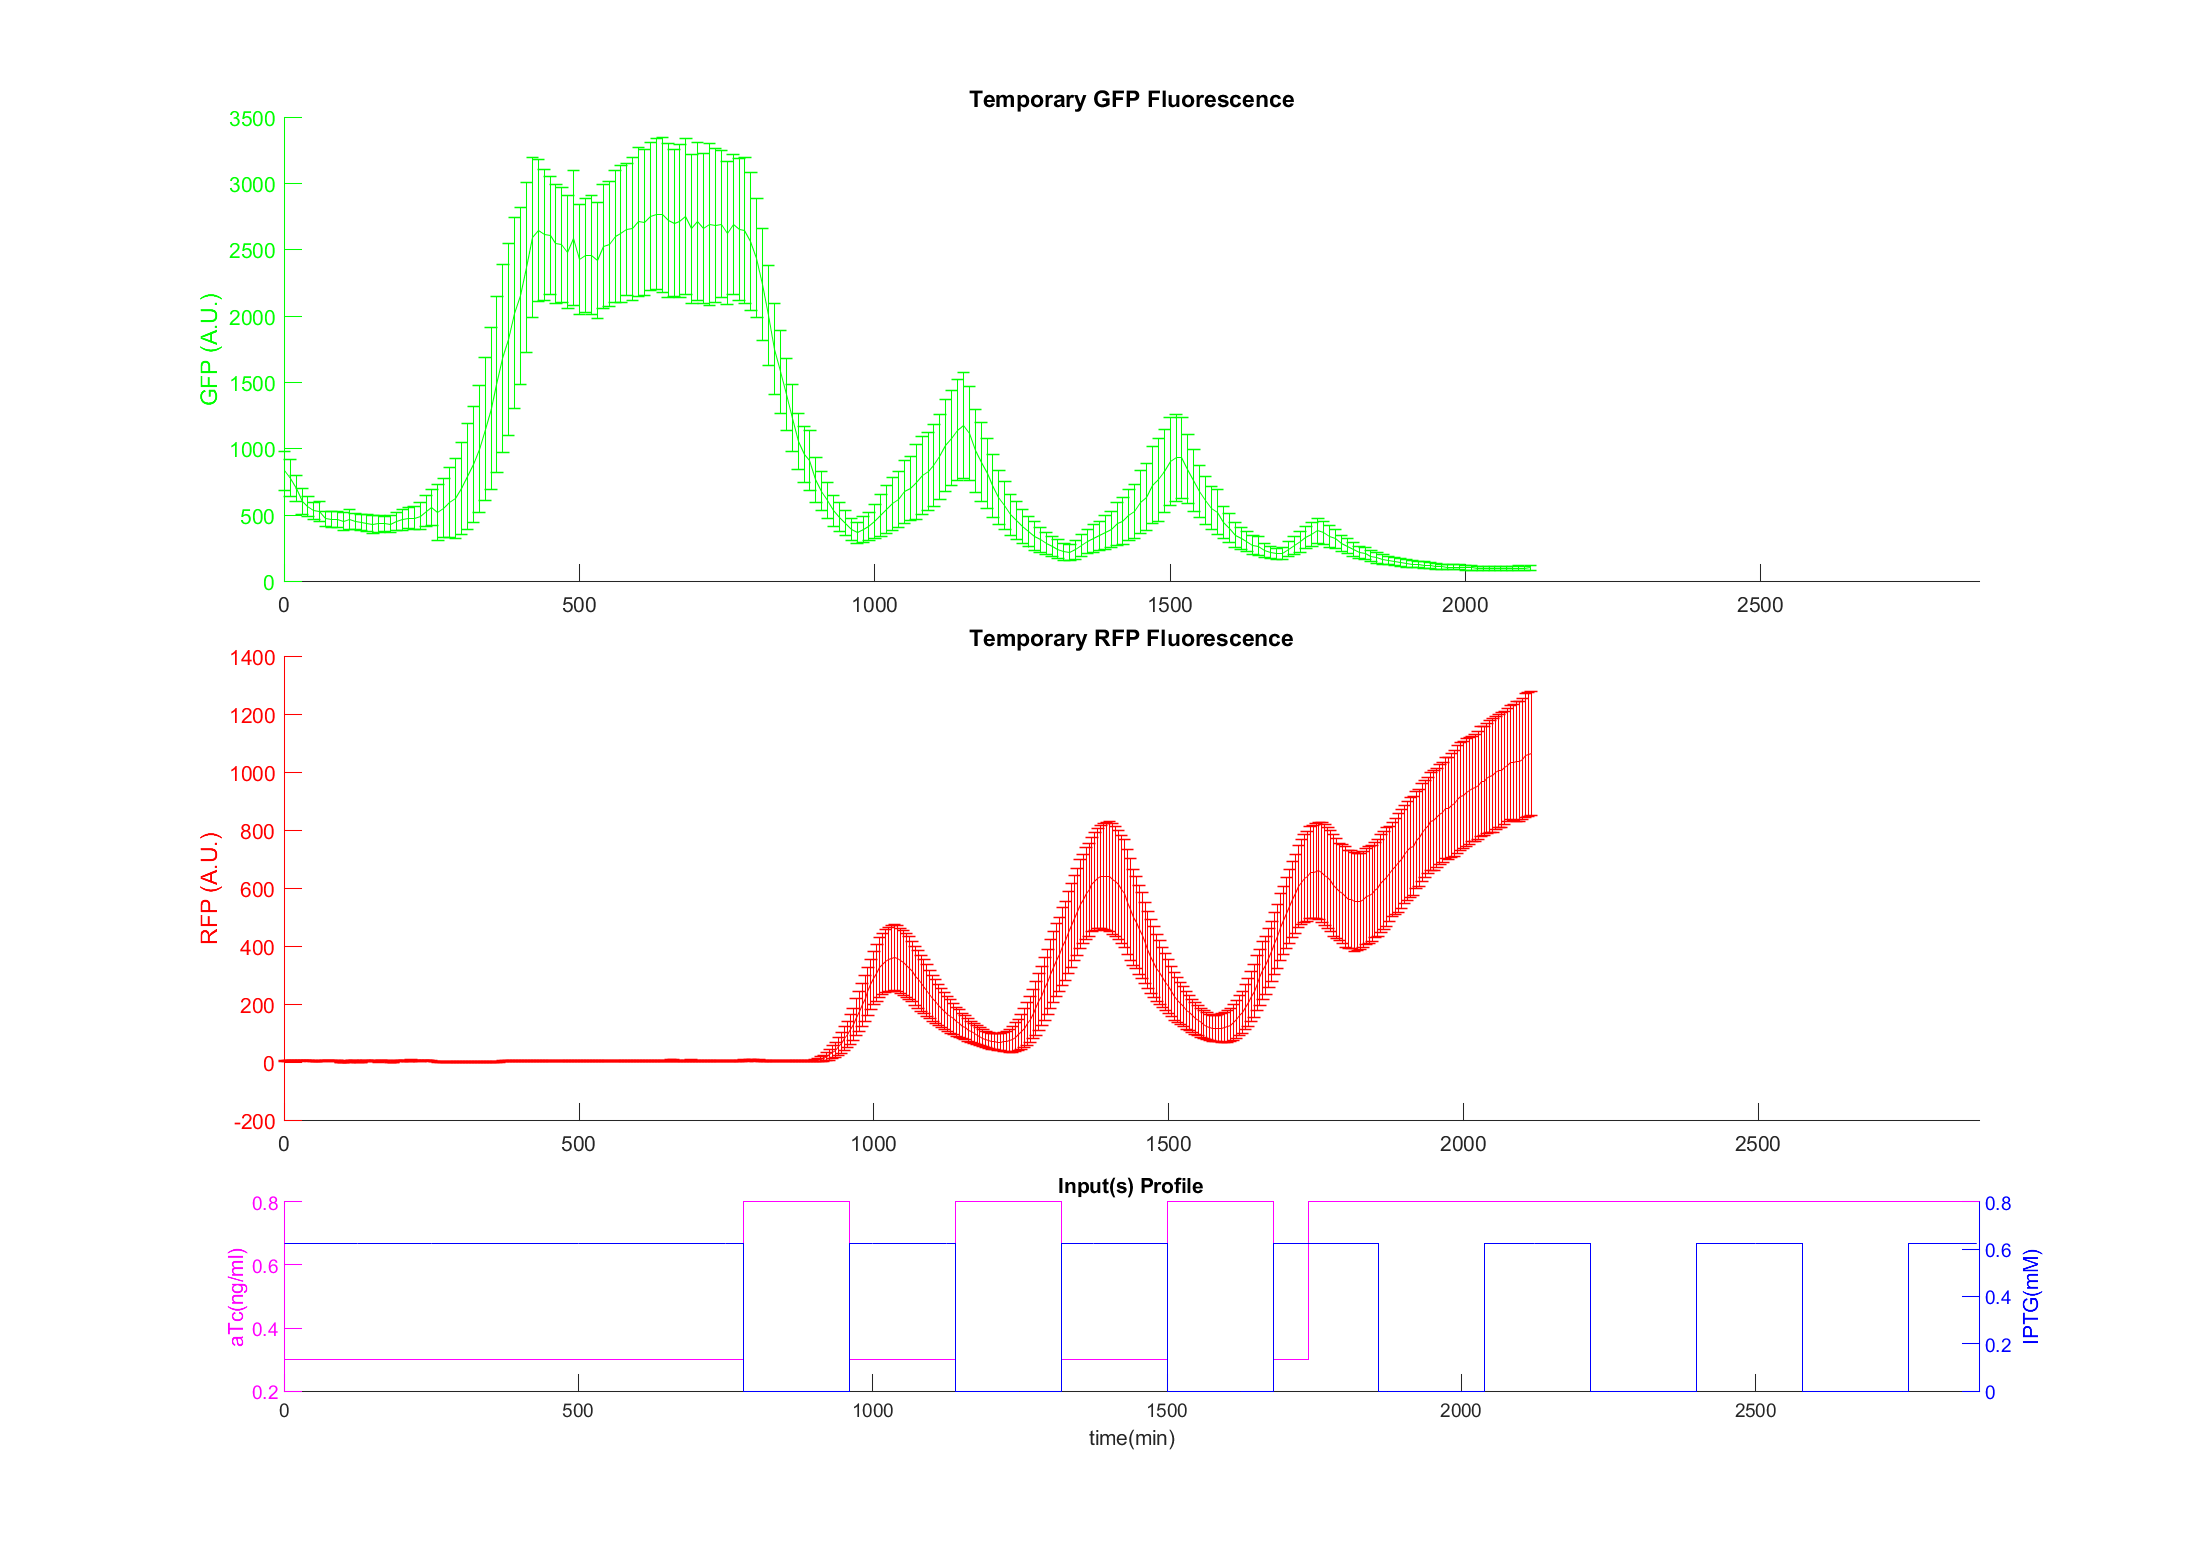 Temporary GFP Fluorescence
3500
3000
2500
2000
1500
1000
500
0
GFP (A.U.)
0 500 1000 1500 2000 2500
Temporary RFP Fluorescence
1400
1200
1000
800
600
400
200
0
-200
RFP (A.U.)
0 500 1000 1500 2000 2500
Input(s) Profile
0.8
0.6
0.4
0.2
aTc(ng/ml)
0.8
0.6
0.4
0.2
0
IPTG(mM)
0 500 1000 1500 2000 2500
time(min)